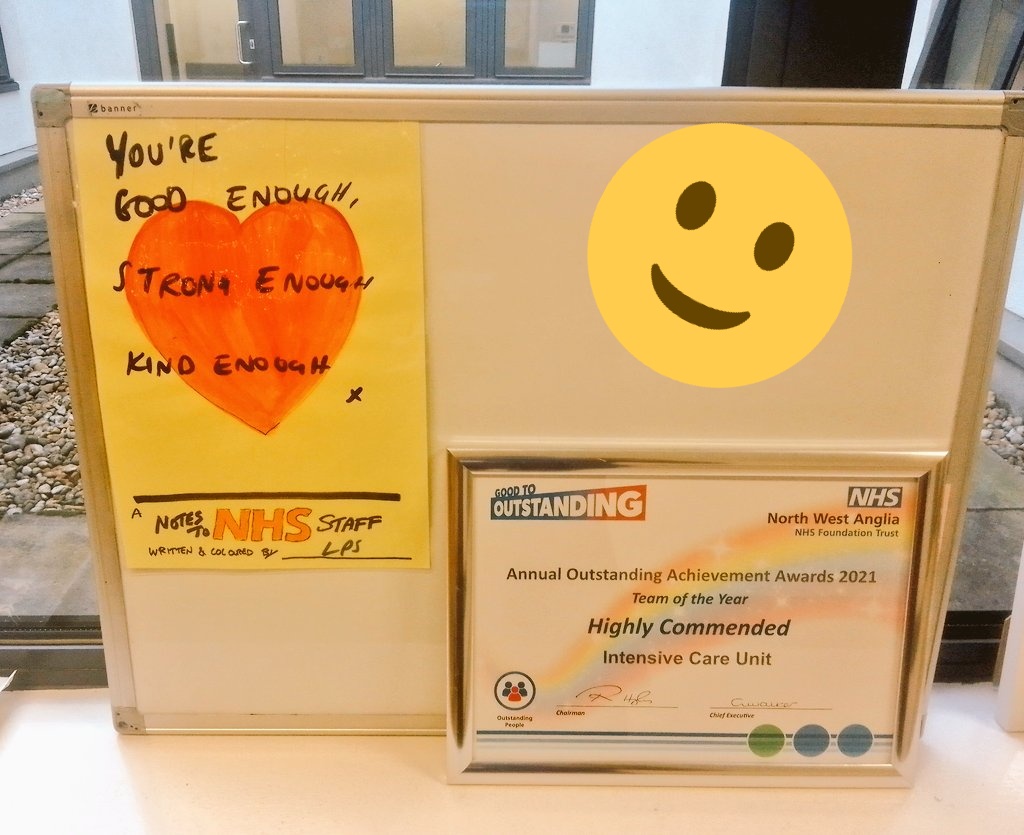 banner
YOU'RE
GOOD ENOUGH,
STRONG ENOUGH
KIND ENOUGH
x
A NOTES TO NHS STAFF
WRITTEN & COLOURED BY LPS
GOOD TO
OUTSTANDING
NHS
North West Anglia
NHS Foundation Trust
Annual Outstanding Achievement Awards 2021
Team of the Year
Highly Commended
Intensive Care Unit
Outstanding
People
Chairman
Chief Executive